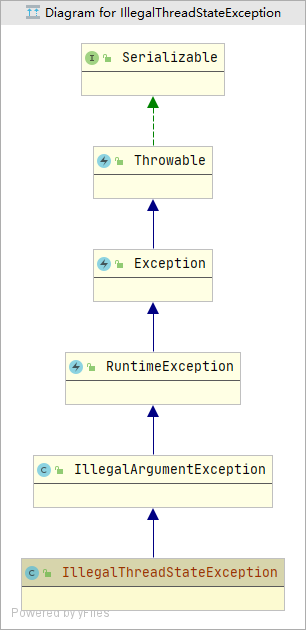 Diagram for IllegalThreadStateException
I Serializable
Throwable
Exception
RuntimeException
C IllegalArgumentException
C IllegalThreadStateException
Powered by yFiles